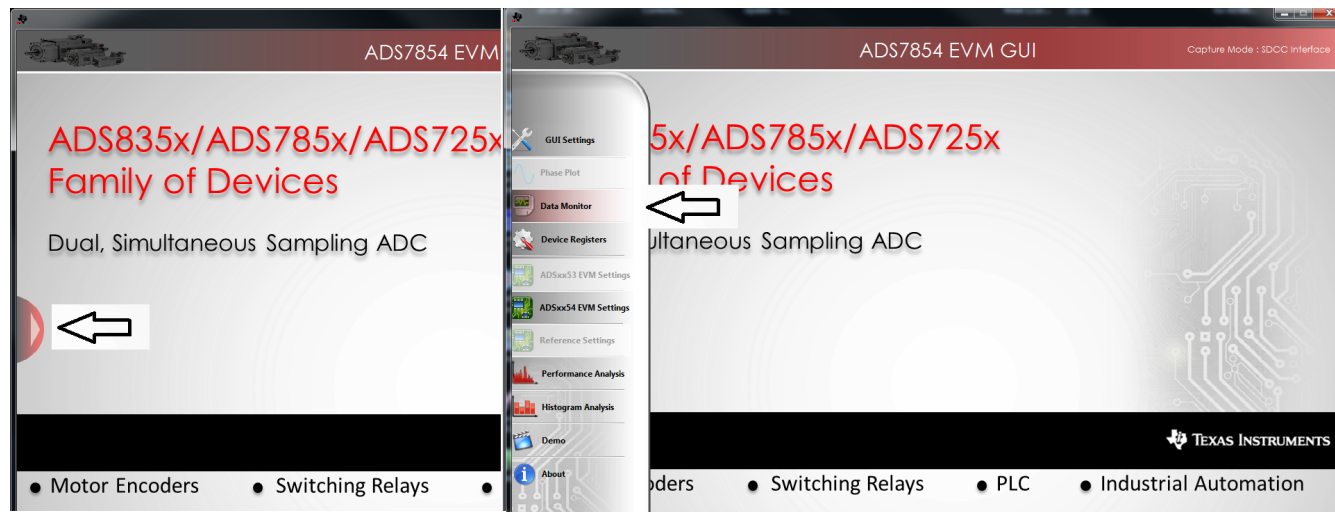 ADS7854 EVM
ADS835x/ADS785x/ADS725x
Family of Devices
Dual, Simultaneous Sampling ADC
● Motor Encoders ● Switching Relays ●
ADS7854 EVM GUI
Capture Mode : SDCC Interface
GUI Settings
Phase Plot
Data Monitor
Device Registers
ADSxx53 EVM Settings
ADSxx54 EVM Settings
Reference Settings
Performance Analysis
Histogram Analysis
Demo
About
5x/ADS785x/ADS725x
of Devices
ultaneous Sampling ADC
TEXAS INSTRUMENTS
oders ● Switching Relays ● PLC ● Industrial Automation